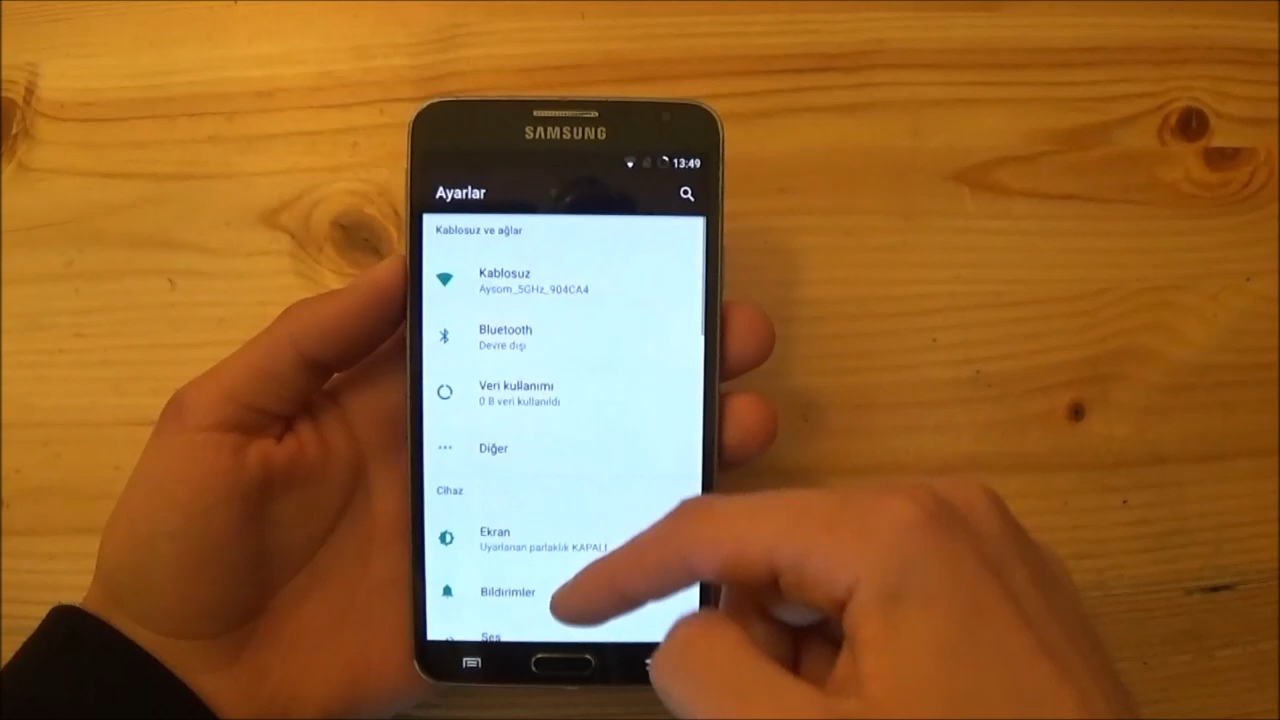 SAMSUNG
13:49
Ayarlar
Kablosuz ve ağlar
Kablosuz
Aysom_5GHz_904CA4
Bluetooth
Devre dışı
Veri kullanımı
0 B veri kullanıldı
Diğer
Cihaz
Ekran
Uyarlanan parlaklık KAPALI
Bildirimler
Ses